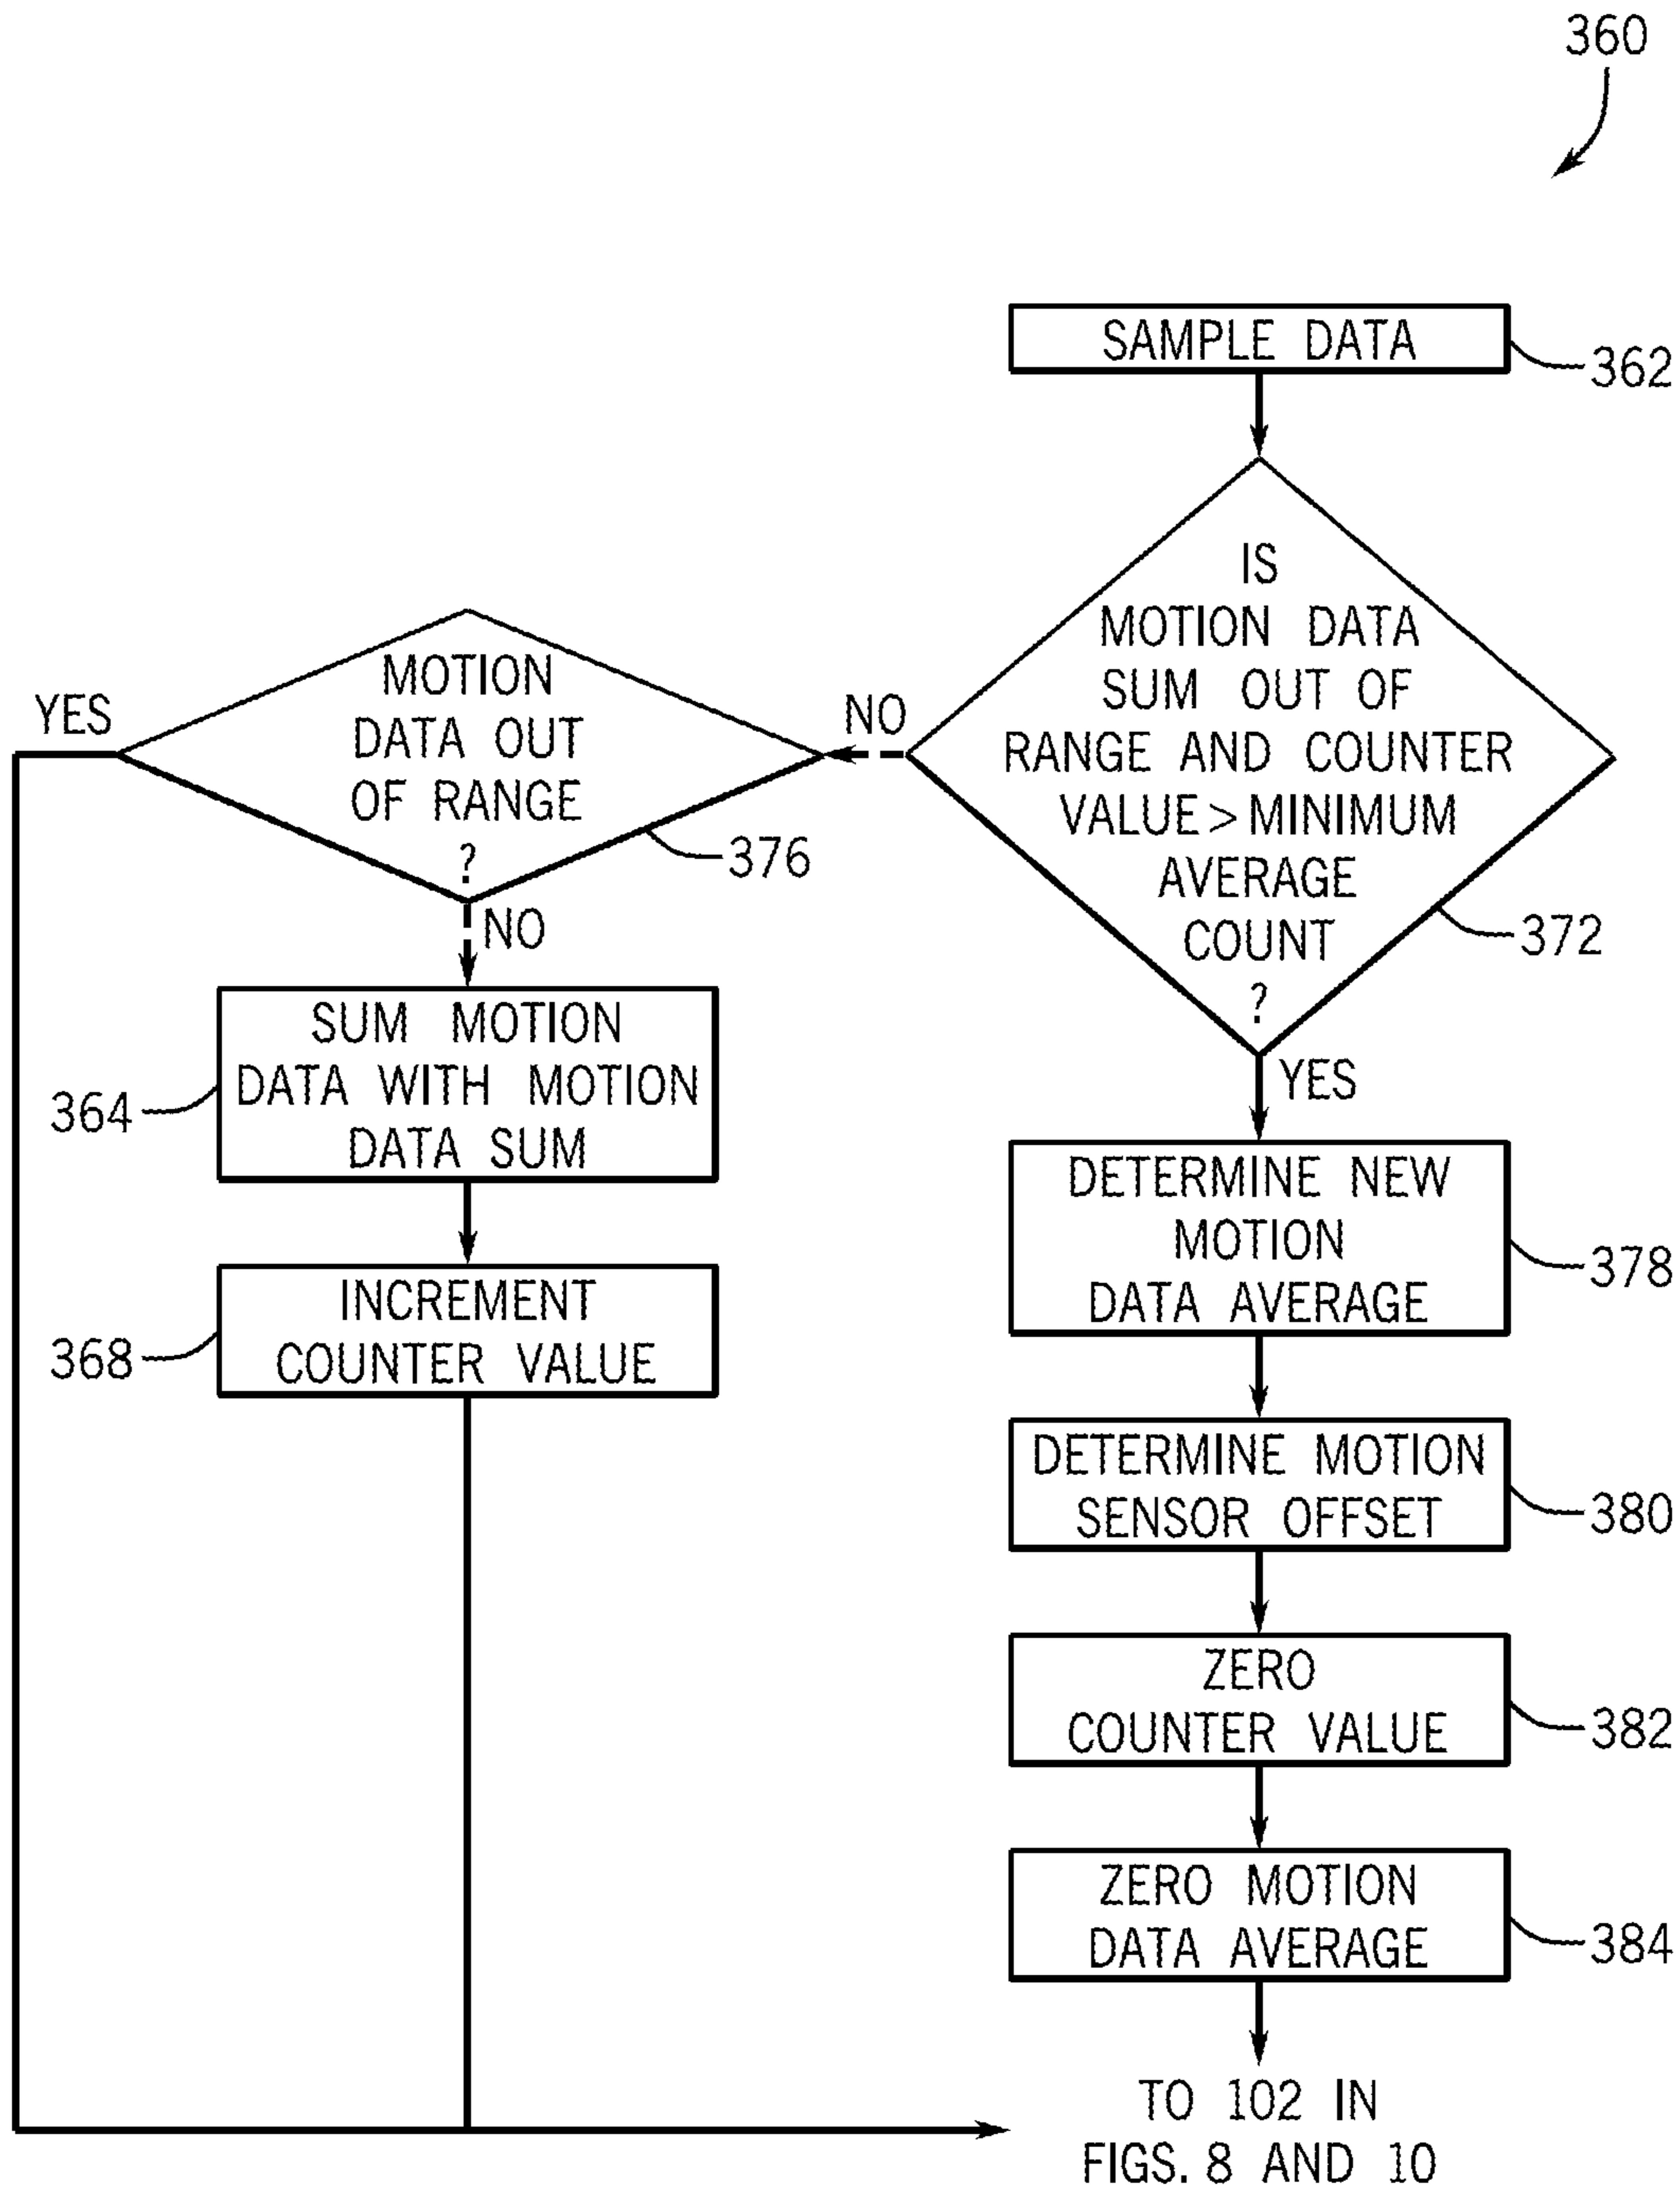 360
SAMPLE DATA
362
IS
MOTION DATA
SUM OUT OF
RANGE AND COUNTER
VALUE > MINIMUM
AVERAGE
COUNT
?
372
NO
YES
MOTION
DATA OUT
OF RANGE
?
376
YES
NO
SUM MOTION
DATA WITH MOTION
DATA SUM
364
INCREMENT
COUNTER VALUE
368
DETERMINE NEW
MOTION
DATA AVERAGE
378
DETERMINE MOTION
SENSOR OFFSET
380
ZERO
COUNTER VALUE
382
ZERO MOTION
DATA AVERAGE
384
TO 102 IN
FIGS. 8 AND 10